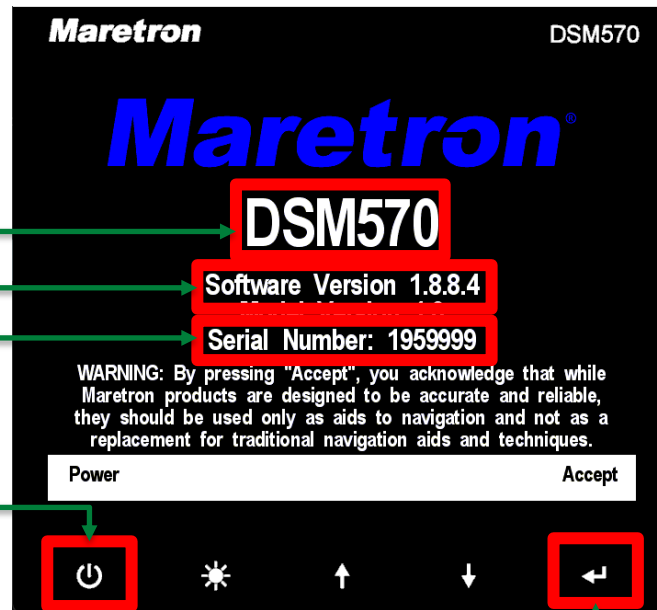 Maretron DSM570
Maretron®
DSM570
Software Version 1.8.8.4
Serial Number: 1959999
WARNING: By pressing "Accept", you acknowledge that while
Maretron products are designed to be accurate and reliable,
they should be used only as aids to navigation and not as a
replacement for traditional navigation aids and techniques.
Power Accept